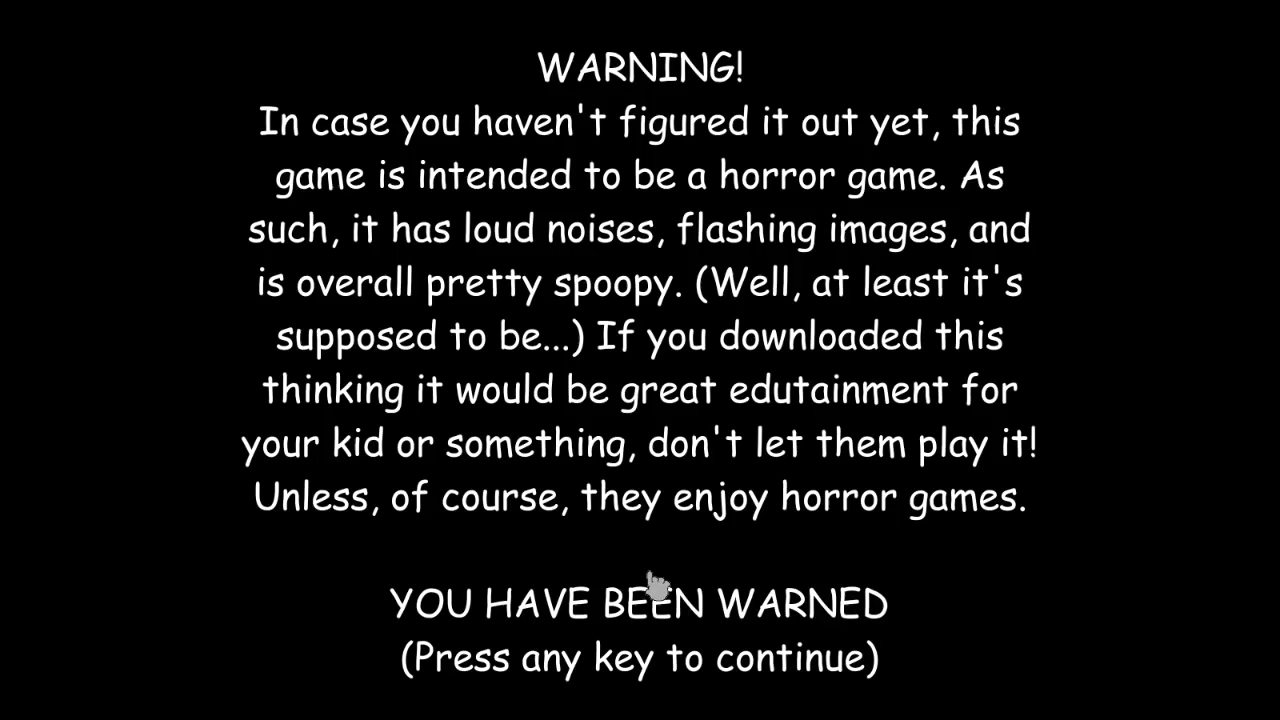 WARNING!
In case you haven't figured it out yet, this
game is intended to be a horror game. As
such, it has loud noises, flashing images, and
is overall pretty spoopy. (Well, at least it's
supposed to be...) If you downloaded this
thinking it would be great edutainment for
your kid or something, don't let them play it!
Unless, of course, they enjoy horror games.
YOU HAVE BEEN WARNED
(Press any key to continue)